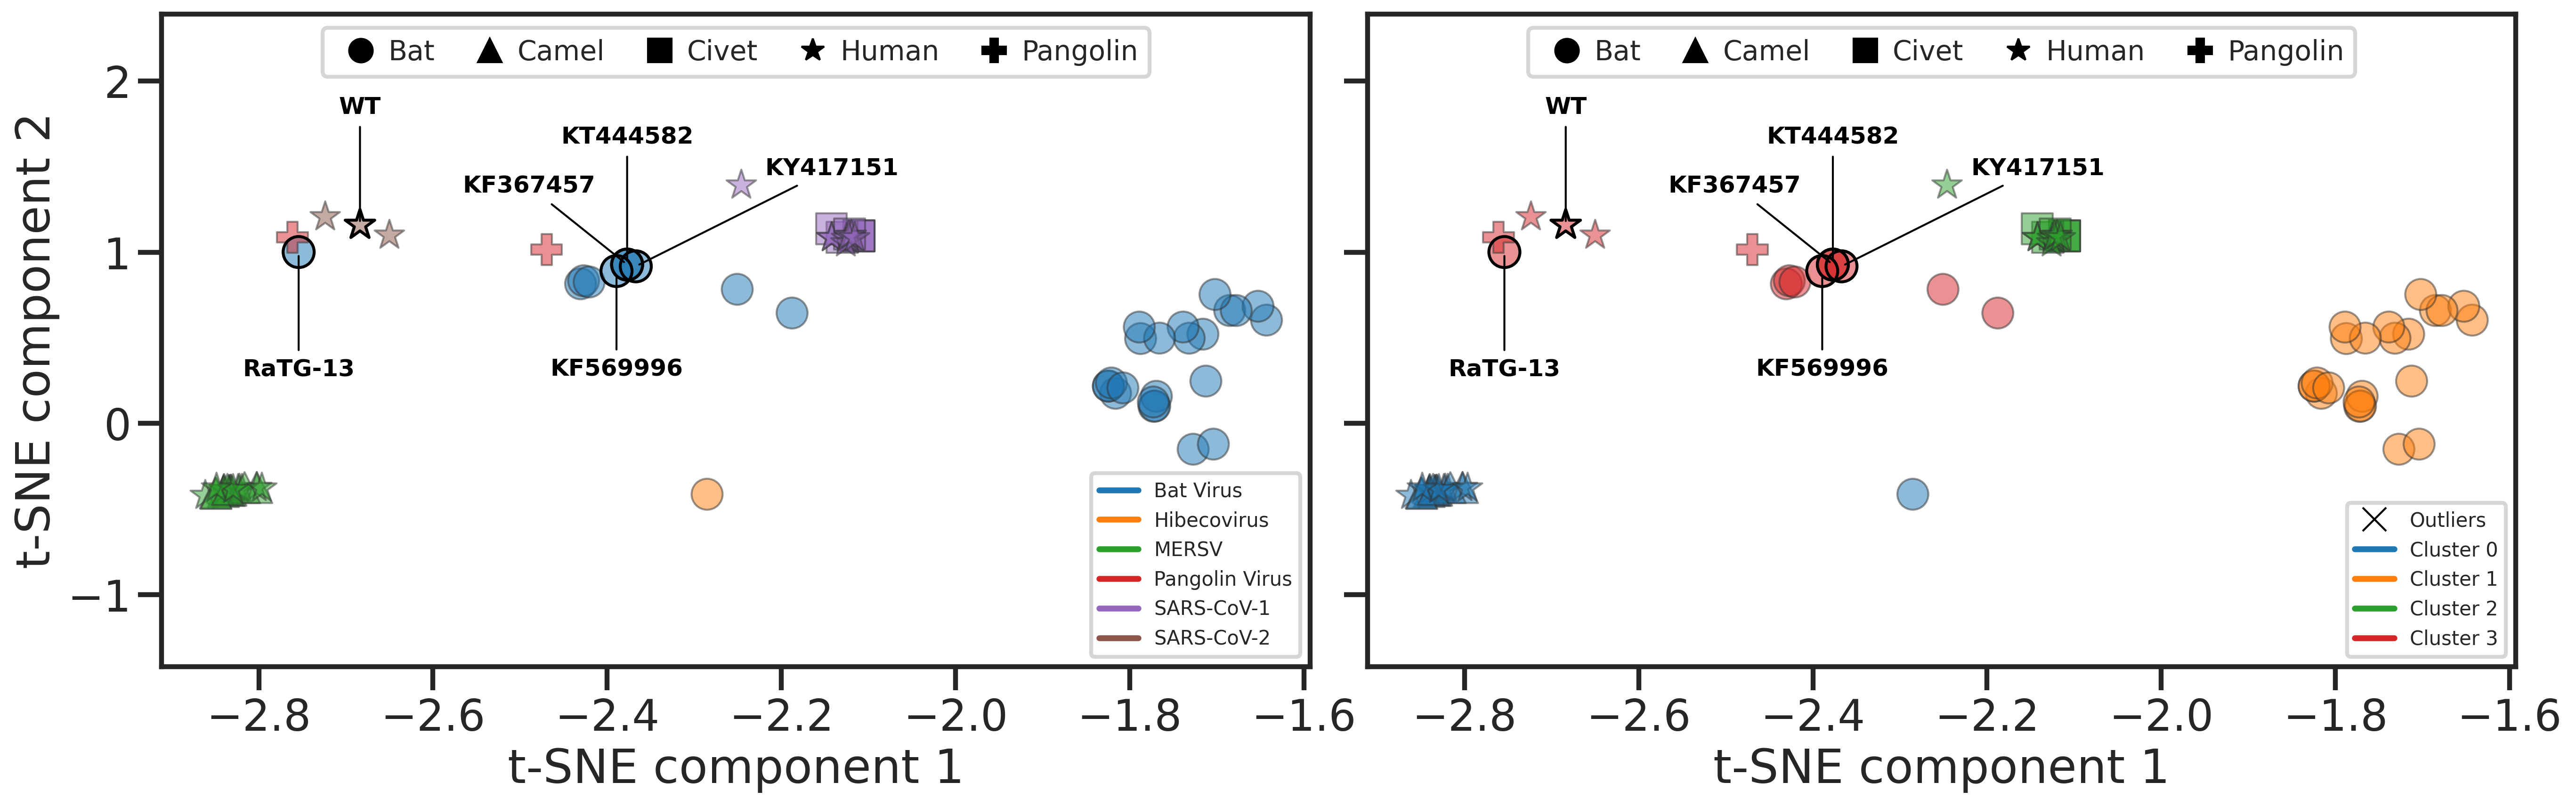 Bat Camel Civet Human Pangolin
WT
KT444582
KY417151
KF367457
RaTG-13
KF569996
Bat Virus
Hibecovirus
MERSV
Pangolin Virus
SARS-CoV-1
SARS-CoV-2
t-SNE component 2
2
1
0
−1
−2.8 −2.6 −2.4 −2.2 −2.0 −1.8 −1.6
t-SNE component 1
Bat Camel Civet Human Pangolin
WT
KT444582
KY417151
KF367457
RaTG-13
KF569996
Outliers
Cluster 0
Cluster 1
Cluster 2
Cluster 3
−2.8 −2.6 −2.4 −2.2 −2.0 −1.8 −1.6
t-SNE component 1